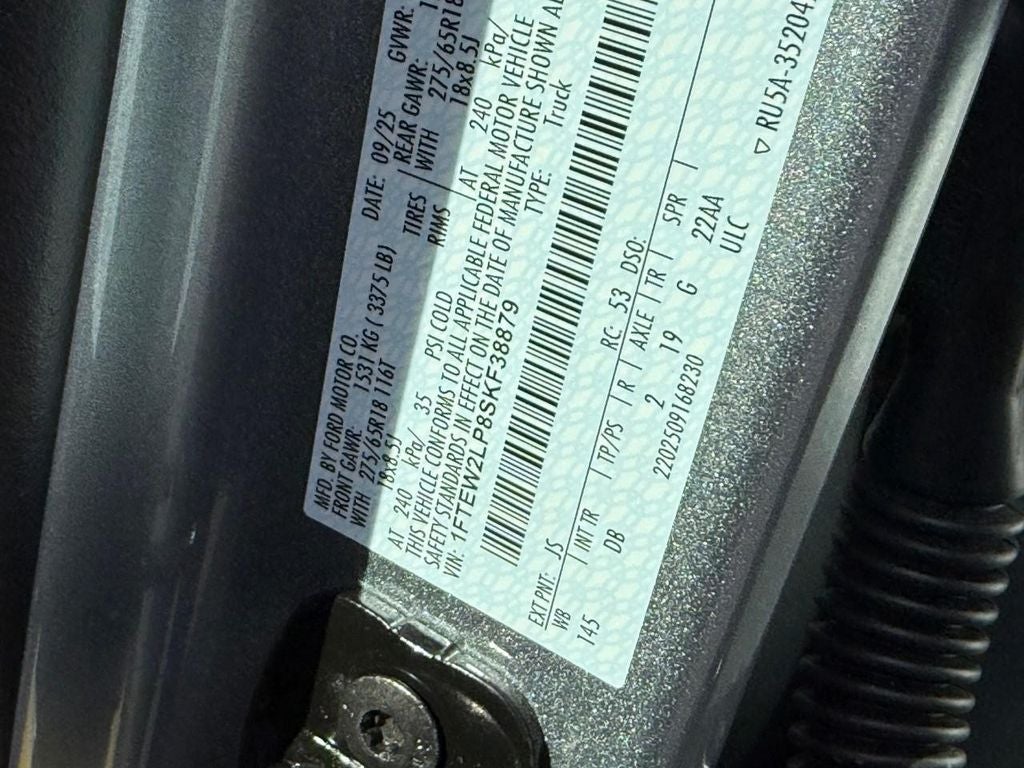 MFD. BY FORD MOTOR CO.
DATE: 09/25 GVWR:
FRONT GAWR: 1531 KG ( 3375 LB) REAR GAWR:
WITH 275/65R18 116T TIRES WITH 275/65R18
18x8.5J RIMS 18x8.5J
AT 240 kPa/ 35 PSI COLD AT 240 kPa/
THIS VEHICLE CONFORMS TO ALL APPLICABLE FEDERAL MOTOR VEHICLE
SAFETY STANDARDS IN EFFECT ON THE DATE OF MANUFACTURE SHOWN
VIN: 1FTEW2LP8SKF38879 TYPE: Truck
EXT PNT: JS RC: 53 DSO:
WB INT TR TP/PS R AXLE TR SPR
145 DB 2 19 G 22AA
ULC
2202509168230
▽ RU5A-35204